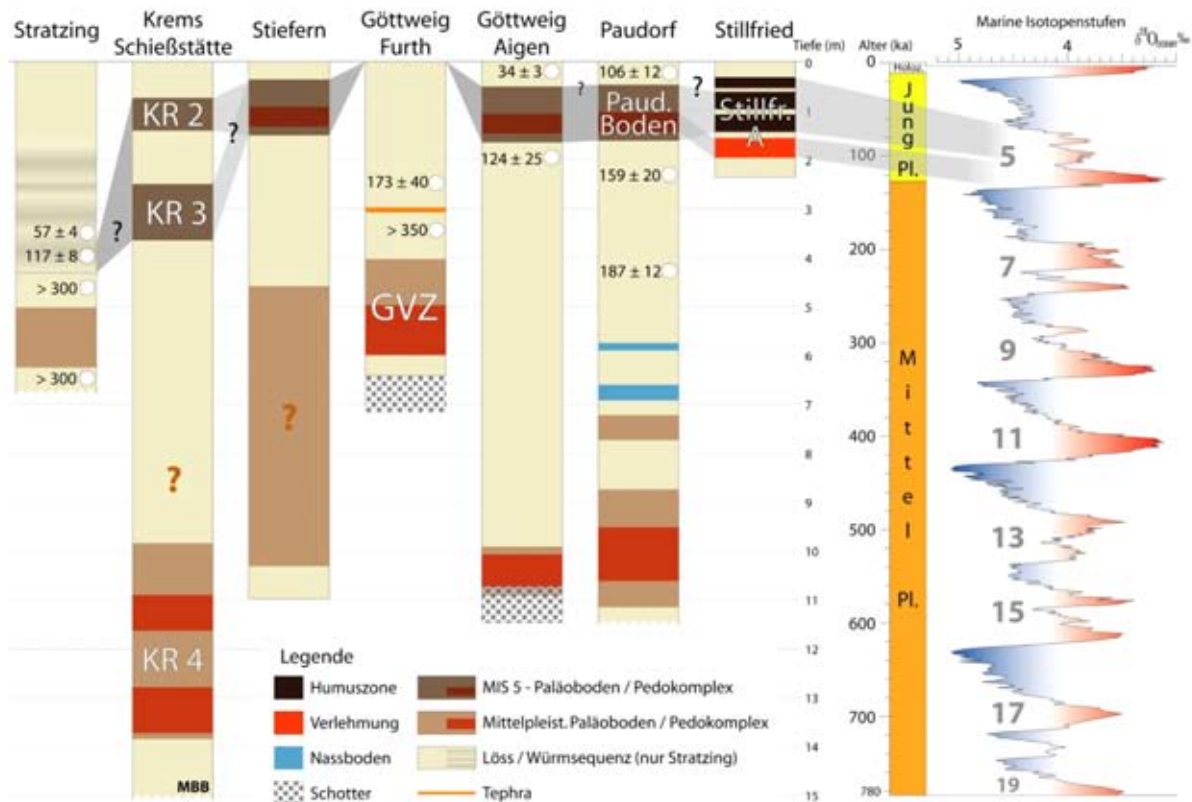 Stratzing
Krems
Schießstätte
Stiefern
Göttweig
Furth
Göttweig
Aigen
Paudorf
Stillfried
Tiefe (m)
Alter (ka)
Marine Isotopenstufen
5
4
KR 2
KR 3
?
?
57 ± 4
117 ± 8
> 300
> 300
?
KR 4
MBB
?
173 ± 40
> 350
GVZ
34 ± 3
124 ± 25
?
106 ± 12
Paud.
Boden
159 ± 20
187 ± 12
?
Stillfr.
A
0
1
2
3
4
5
6
7
8
9
10
11
12
13
14
15
0
100
200
300
400
500
600
700
780
Holoz.
Jung
Pl.
Mittel
Pl.
5
7
9
11
13
15
17
19
Legende
Humuszone
Verlehmung
Nassboden
Schotter
MIS 5 - Paläoboden / Pedokomplex
Mittelpleist. Paläoboden / Pedokomplex
Löss / Würmsequenz (nur Stratzing)
Tephra